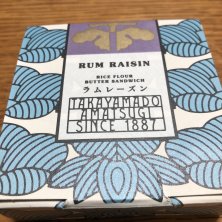 RUM RAISIN
RICE FLOUR
BUTTER SANDWICH
ラムレーズン
TAKAYAMADO
AMATSUGI
SINCE 1887